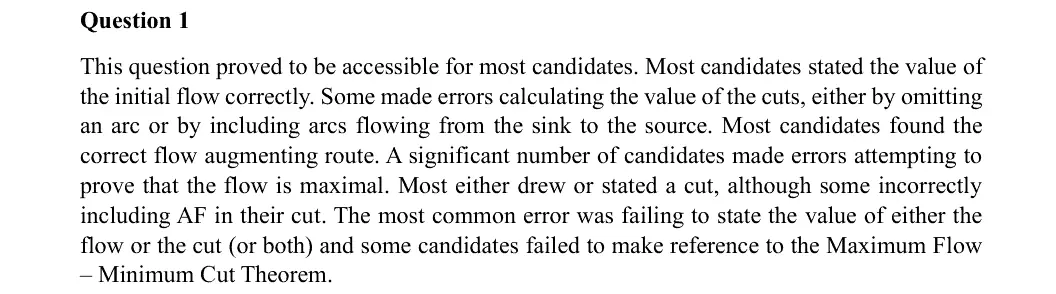 Question 1
This question proved to be accessible for most candidates. Most candidates stated the value of
the initial flow correctly. Some made errors calculating the value of the cuts, either by omitting
an arc or by including arcs flowing from the sink to the source. Most candidates found the
correct flow augmenting route. A significant number of candidates made errors attempting to
prove that the flow is maximal. Most either drew or stated a cut, although some incorrectly
including AF in their cut. The most common error was failing to state the value of either the
flow or the cut (or both) and some candidates failed to make reference to the Maximum Flow
– Minimum Cut Theorem.